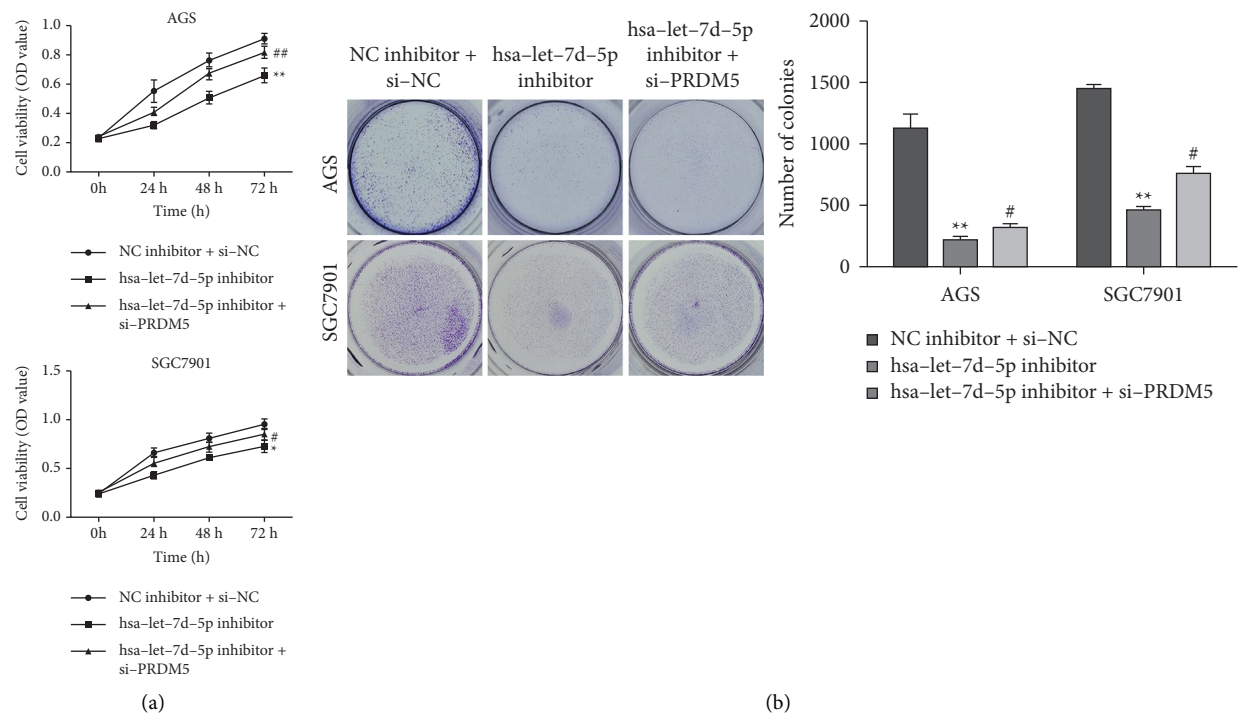 AGS
Cell viability (OD value)
1.0
0.8
0.6
0.4
0.2
0.0
##
**
0h
24 h
48 h
72 h
Time (h)
NC inhibitor + si–NC
hsa–let–7d–5p inhibitor
hsa–let–7d–5p inhibitor +
si–PRDM5
SGC7901
Cell viability (OD value)
1.5
1.0
0.5
0.0
#
*
0h
24 h
48 h
72 h
Time (h)
NC inhibitor + si–NC
hsa–let–7d–5p inhibitor
hsa–let–7d–5p inhibitor +
si–PRDM5
(a)
NC inhibitor +
si–NC
hsa–let–7d–5p
inhibitor
hsa–let–7d–5p
inhibitor +
si–PRDM5
AGS
SGC7901
Number of colonies
2000
1500
1000
500
0
**
#
**
#
AGS
SGC7901
NC inhibitor + si–NC
hsa–let–7d–5p inhibitor
hsa–let–7d–5p inhibitor + si–PRDM5
(b)